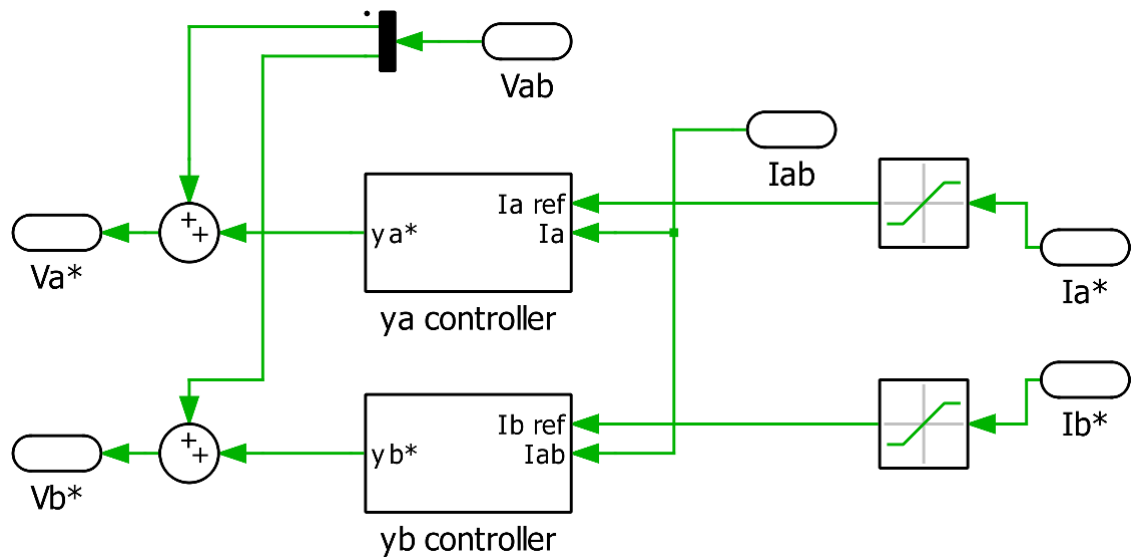 Vab
Iab
Ia ref
+
+
ya*
Ia
Va*
Ia*
ya controller
Ib ref
Ib*
+
+
yb*
Iab
Vb*
yb controller